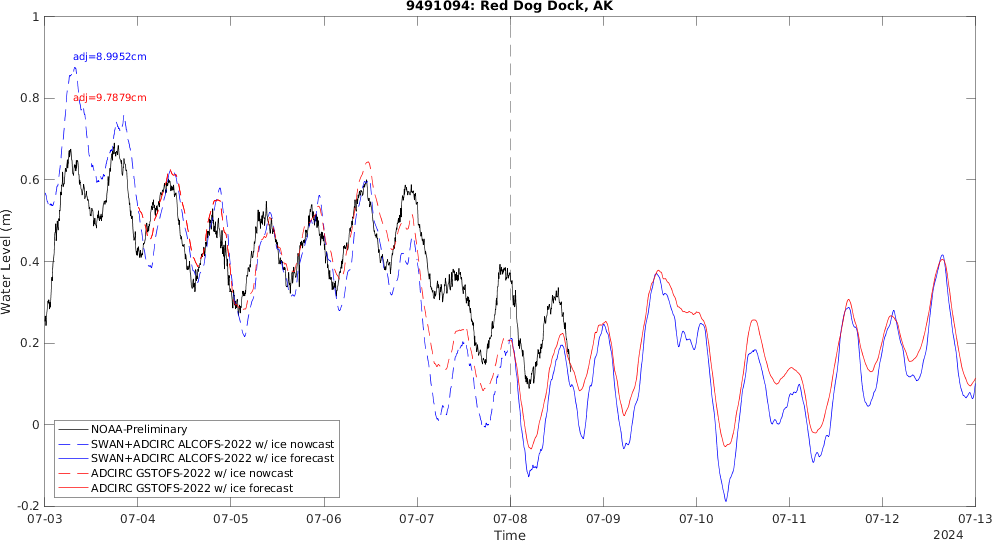 9491094: Red Dog Dock, AK
adj=8.9952cm
adj=9.7879cm
Water Level (m)
1
0.8
0.6
0.4
0.2
0
-0.2
NOAA-Preliminary
SWAN+ADCIRC ALCOFS-2022 w/ ice nowcast
SWAN+ADCIRC ALCOFS-2022 w/ ice forecast
ADCIRC GSTOFS-2022 w/ ice nowcast
ADCIRC GSTOFS-2022 w/ ice forecast
07-03 07-04 07-05 07-06 07-07 07-08 07-09 07-10 07-11 07-12 07-13
Time
2024